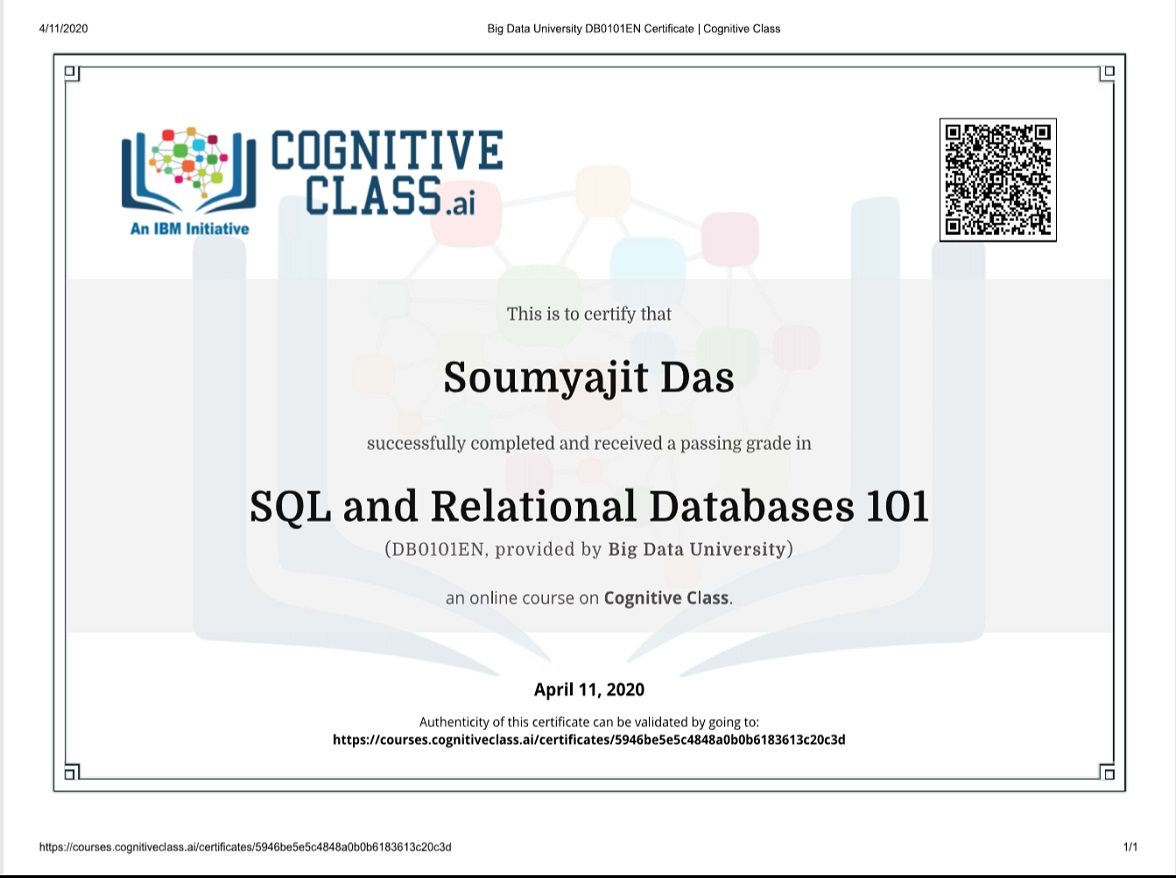 4/11/2020
Big Data University DB0101EN Certificate | Cognitive Class
COGNITIVE
CLASS.ai
An IBM Initiative
This is to certify that
Soumyajit Das
successfully completed and received a passing grade in
SQL and Relational Databases 101
(DB0101EN, provided by Big Data University)
an online course on Cognitive Class.
April 11, 2020
Authenticity of this certificate can be validated by going to:
https://courses.cognitiveclass.ai/certificates/5946be5e5c4848a0b0b6183613c20c3d
https://courses.cognitiveclass.ai/certificates/5946be5e5c4848a0b0b6183613c20c3d
1/1